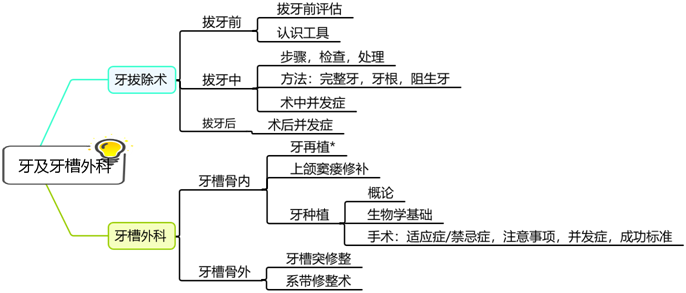 牙及牙槽外科
牙拔除术
拔牙前
拔牙前评估
认识工具
拔牙中
步骤，检查，处理
方法：完整牙，牙根，阻生牙
术中并发症
拔牙后
术后并发症
牙槽外科
牙槽骨内
牙再植*
上颌窦瘘修补
牙种植
概论
生物学基础
手术：适应症/禁忌症，注意事项，并发症，成功标准
牙槽骨外
牙槽突修整
系带修整术